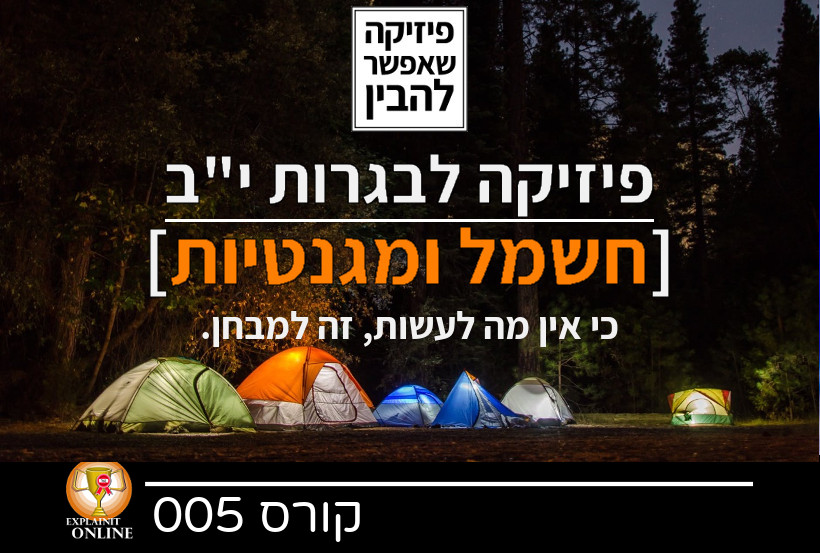 פיזיקה
שאפשר
להבין
פיזיקה לבגרות י"ב
[חשמל ומגנטיות]
כי אין מה לעשות, זה למבחן.
EXPLAINIT
ONLINE
קורס 005